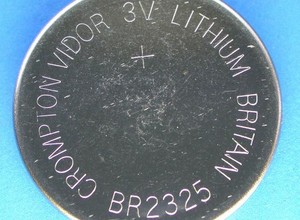 CROMPTON VIDOR 3V LITHIUM BRITAIN
+
BR2325